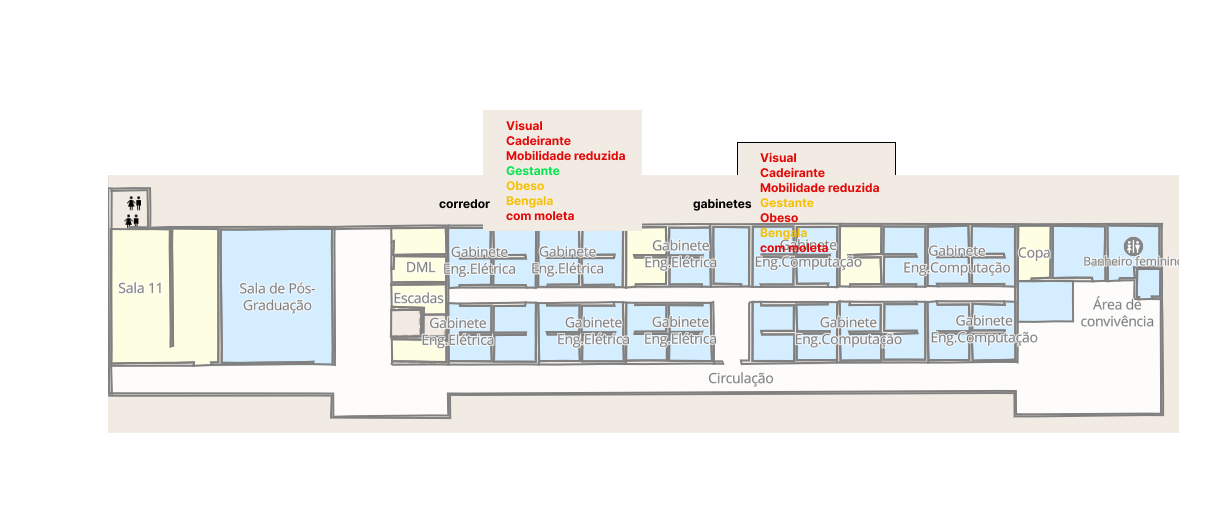 Visual
Cadeirante
Mobilidade reduzida
Gestante
Obeso
Bengala
com moleta
corredor
Visual
Cadeirante
Mobilidade reduzida
Gestante
Obeso
Bengala
com moleta
gabinetes
Sala 11
Sala de Pós-
Graduação
DML
Escadas
Gabinete
Eng.Elétrica
Gabinete
Eng.Elétrica
Gabinete
Eng.Elétrica
Gabinete
Eng.Computação
Gabinete
Eng.Computação
Copa
Banheiro feminino
Gabinete
Eng.Elétrica
Gabinete
Eng.Elétrica
Gabinete
Eng.Elétrica
Gabinete
Eng.Computação
Gabinete
Eng.Computação
Área de
convivência
Circulação